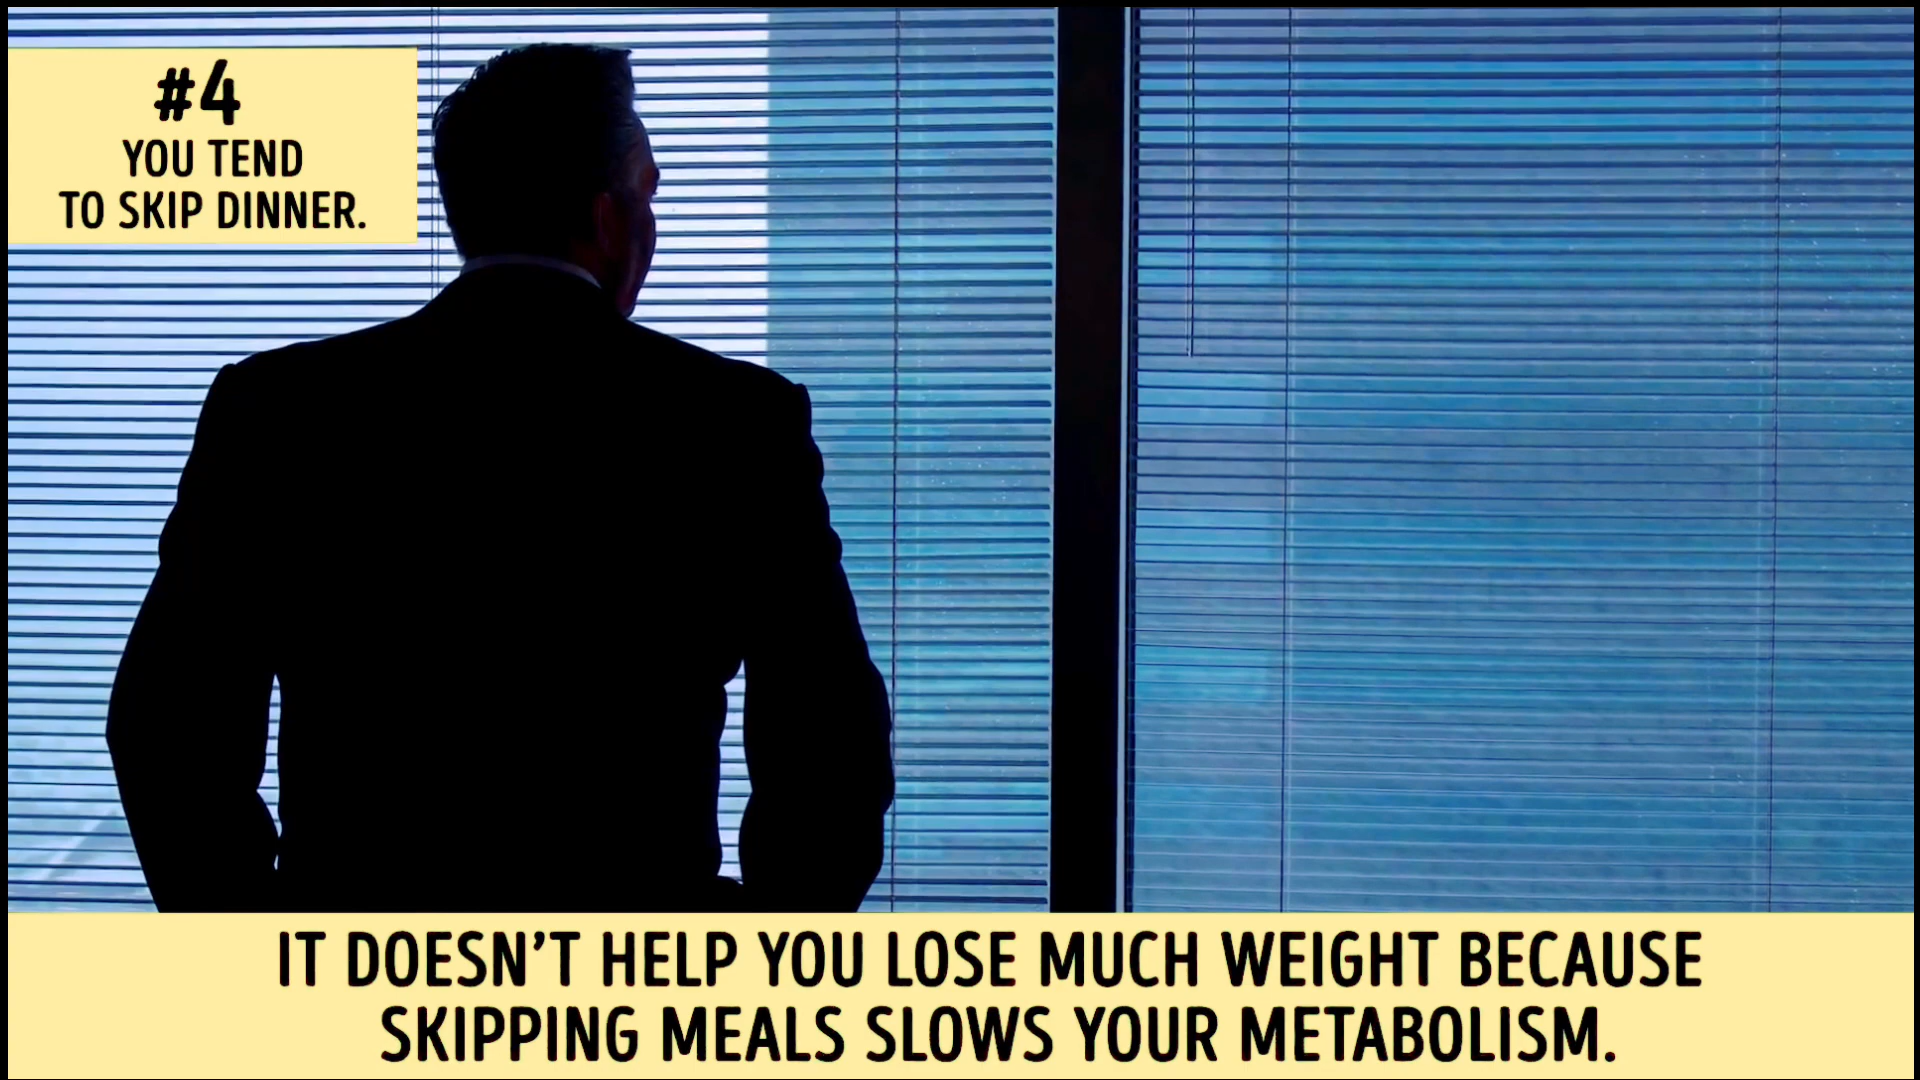 #4
YOU TEND
TO SKIP DINNER.
IT DOESN'T HELP YOU LOSE MUCH WEIGHT BECAUSE
SKIPPING MEALS SLOWS YOUR METABOLISM.